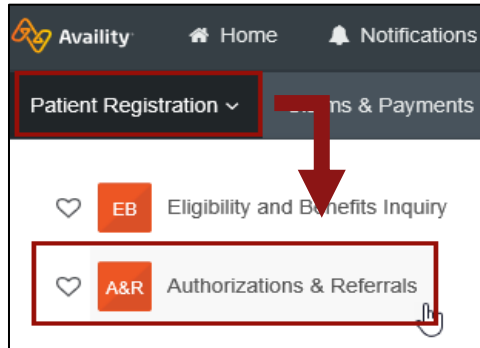 Availity Home Notifications
Patient Registration ms & Payments
EB Eligibility and Benefits Inquiry
A&R Authorizations & Referrals